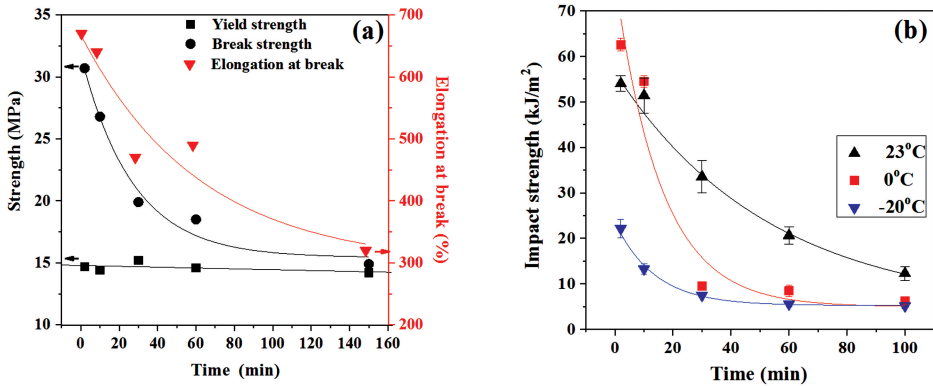 (a)
Yield strength
Break strength
Elongation at break
Strength (MPa)
35
30
25
20
15
10
700
600
500
400
300
200
Elongation at break (%)
0 20 40 60 80 100 120 140 160
Time (min)
(b)
Impact strength (kJ/m²)
70
60
50
40
30
20
10
0
23°C
0°C
-20°C
0 20 40 60 80 100
Time (min)